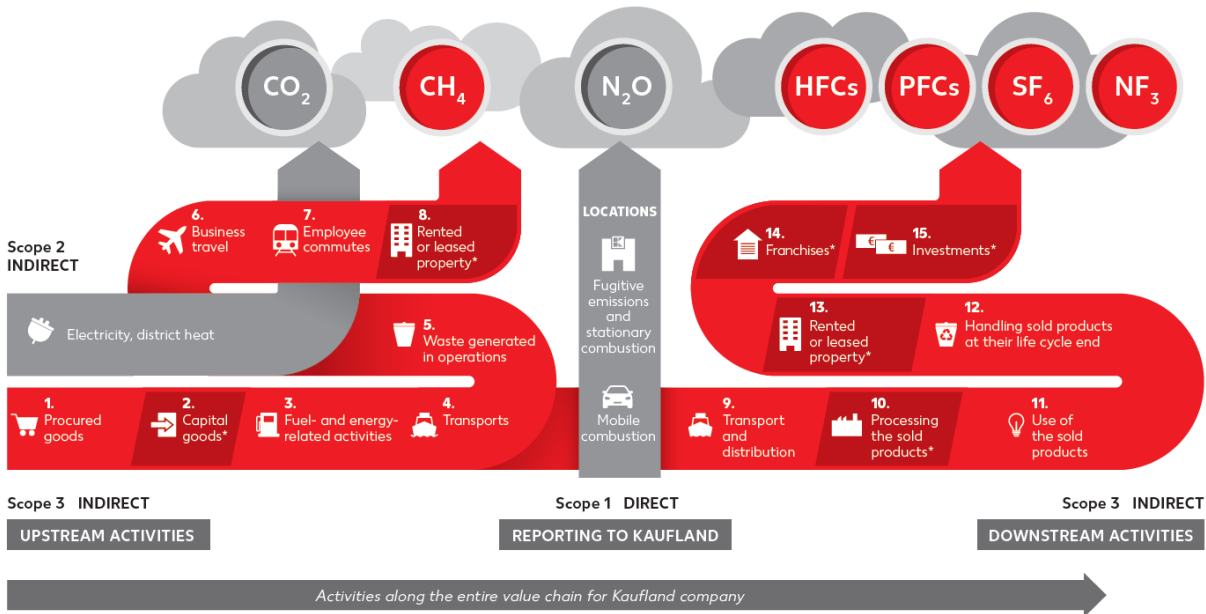 CO₂
CH₄
N₂O
HFCs
PFCs
SF₆
NF₃
6.
Business
travel
7.
Employee
commutes
8.
Rented
or leased
property*
Scope 2
INDIRECT
Electricity, district heat
5.
Waste generated
in operations
1.
Procured
goods
2.
Capital
goods*
3.
Fuel- and energy-
related activities
4.
Transports
LOCATIONS
K
Fugitive
emissions
and
stationary
combustion
Mobile
combustion
14.
Franchises*
€
€
15.
Investments*
13.
Rented
or leased
property*
12.
Handling sold products
at their life cycle end
9.
Transport
and
distribution
10.
Processing
the sold
products*
11.
Use of
the sold
products
Scope 3 INDIRECT
UPSTREAM ACTIVITIES
Scope 1 DIRECT
REPORTING TO KAUFLAND
Scope 3 INDIRECT
DOWNSTREAM ACTIVITIES
Activities along the entire value chain for Kaufland company